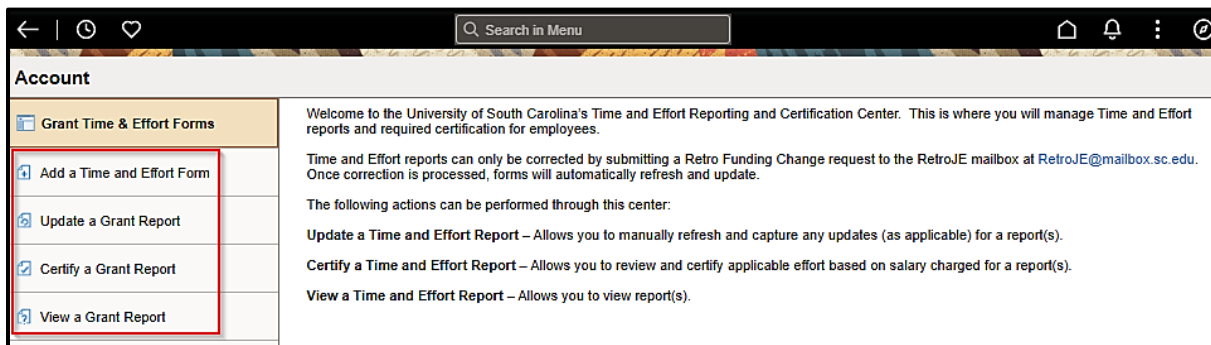 Search in Menu
Account
Grant Time & Effort Forms
Add a Time and Effort Form
Update a Grant Report
Certify a Grant Report
View a Grant Report
Welcome to the University of South Carolina's Time and Effort Reporting and Certification Center. This is where you will manage Time and Effort
reports and required certification for employees.
Time and Effort reports can only be corrected by submitting a Retro Funding Change request to the RetroJE mailbox at RetroJE@mailbox.sc.edu.
Once correction is processed, forms will automatically refresh and update.
The following actions can be performed through this center:
Update a Time and Effort Report – Allows you to manually refresh and capture any updates (as applicable) for a report(s).
Certify a Time and Effort Report – Allows you to review and certify applicable effort based on salary charged for a report(s).
View a Time and Effort Report – Allows you to view report(s).